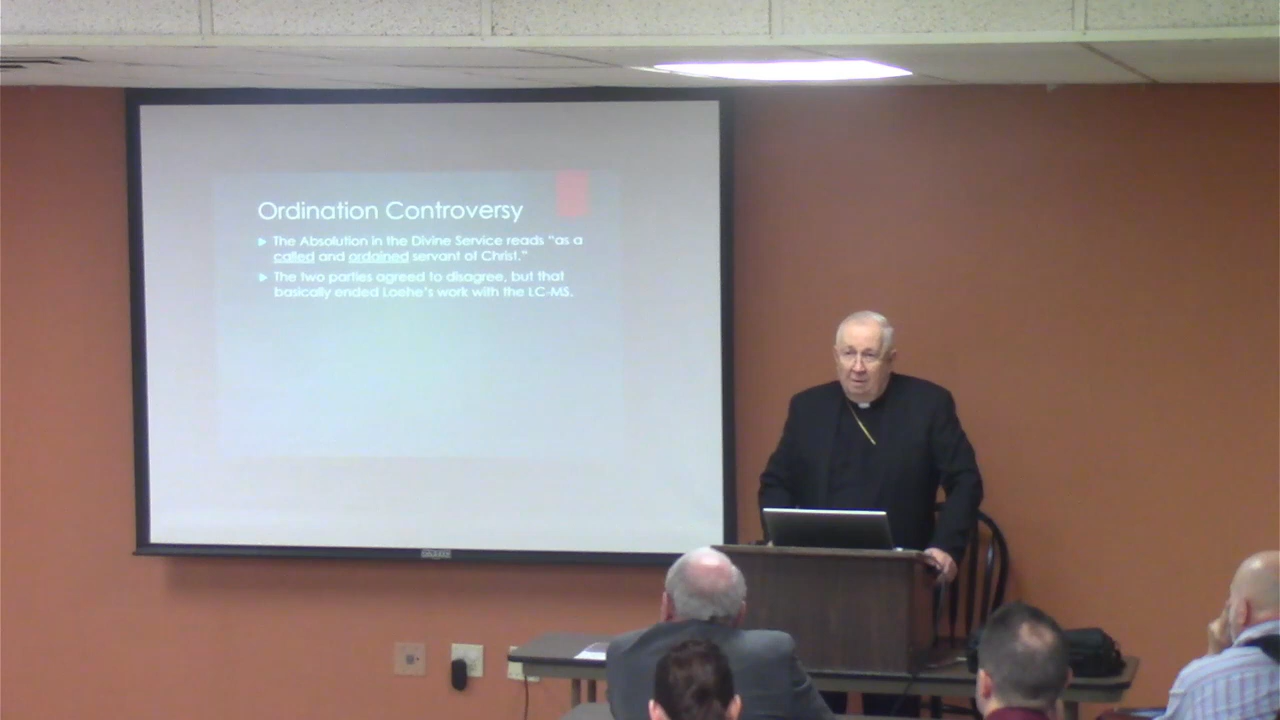 Ordination Controversy
The Absolution in the Divine Service reads "as a
called and ordained servant of Christ."
The two parties agreed to disagree, but that
basically ended Loehe's work with the LC-MS.